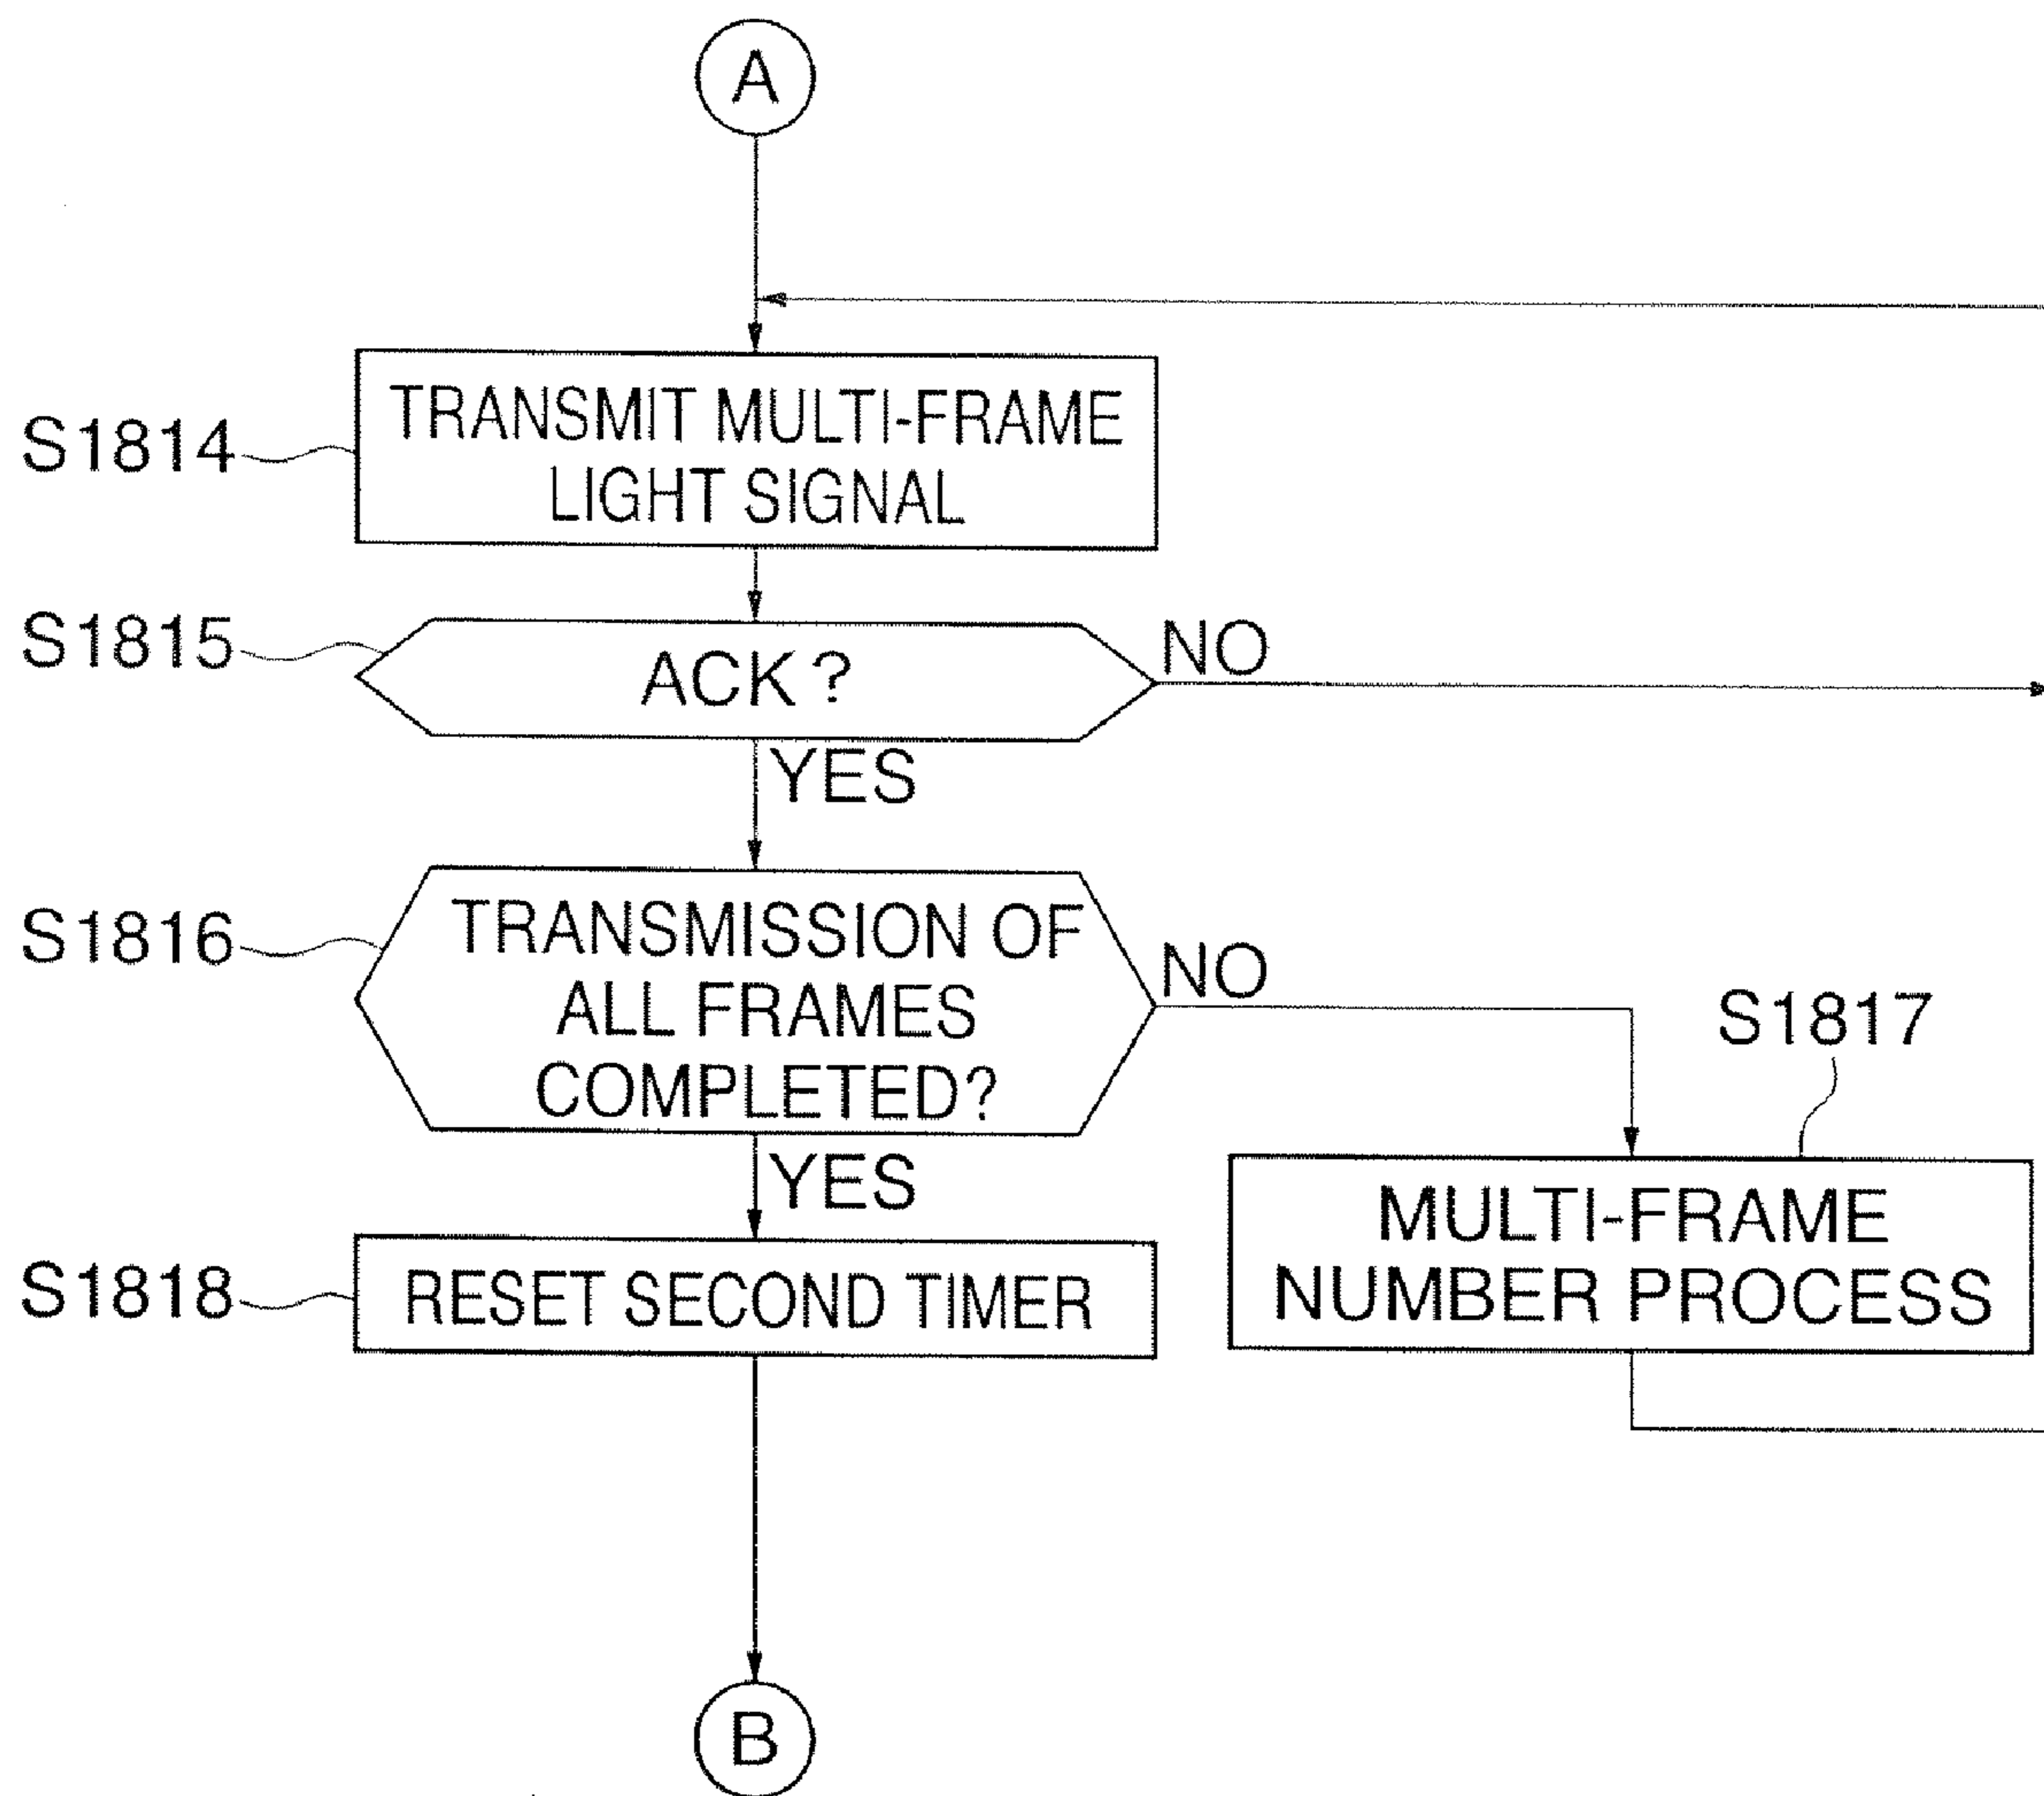 A
S1814
TRANSMIT MULTI-FRAME
LIGHT SIGNAL
S1815
ACK?
NO
YES
S1816
TRANSMISSION OF
ALL FRAMES
COMPLETED?
NO
YES
S1817
MULTI-FRAME
NUMBER PROCESS
S1818
RESET SECOND TIMER
B